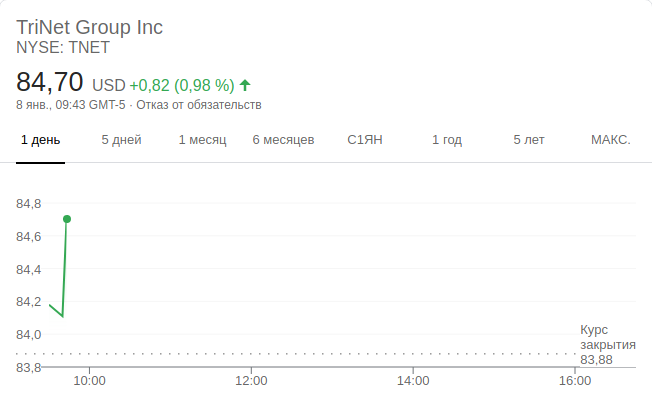 TriNet Group Inc
NYSE: TNET
84,70 USD +0,82 (0,98 %)
8 янв., 09:43 GMT-5 · Отказ от обязательств
1 день 5 дней 1 месяц 6 месяцев С1ЯН 1 год 5 лет МАКС.
84,8
84,6
84,4
84,2
84,0
83,8
Курс
закрытия
83,88
10:00 12:00 14:00 16:00